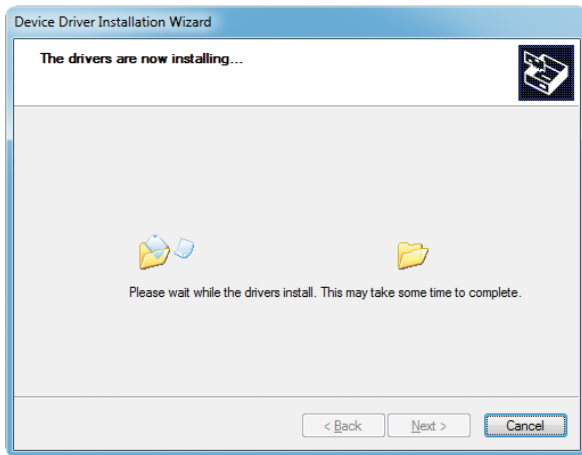 Device Driver Installation Wizard
The drivers are now installing...
Please wait while the drivers install. This may take some time to complete.
< Back
Next >
Cancel